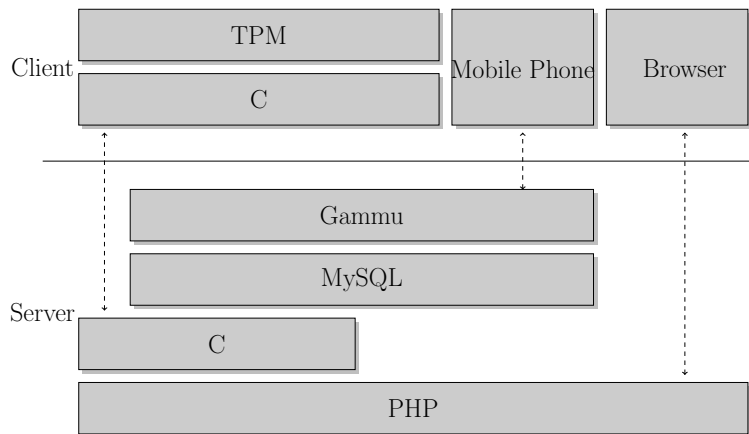 TPM
Client
Mobile Phone
Browser
C
Gammu
MySQL
Server
C
PHP